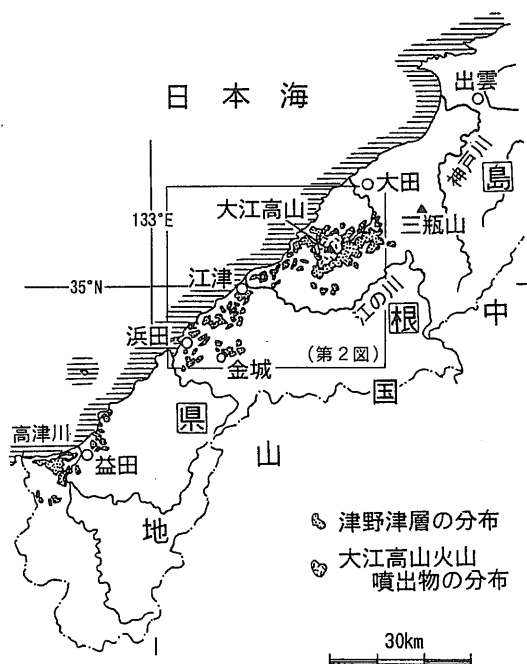 日本海
出雲
神戸川
島
大田
大江高山
133°E
三瓶山
江津
35°N
江の川
根
中
浜田
(第2図)
金城
国
県
高津川
山
益田
地
津野津層の分布
大江高山火山
噴出物の分布
30km